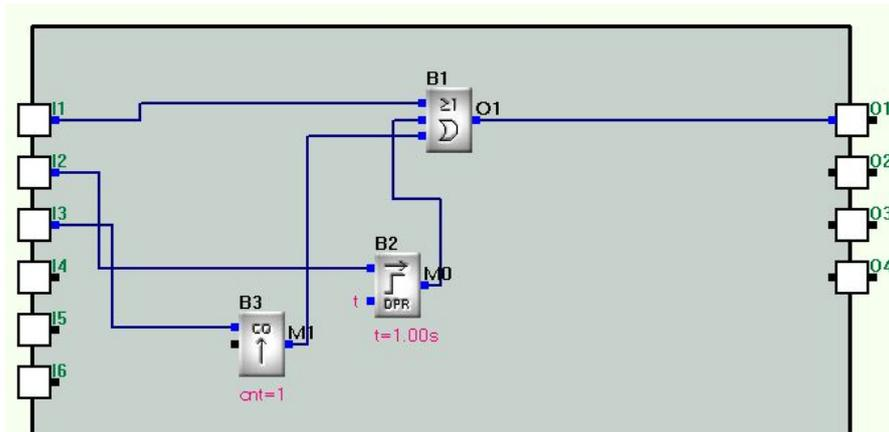 B1
I1
≥1
O1
O1
I2
O2
I3
O3
B2
I4
M0
O4
t
DPR
B3
I5
CO
M1
t=1.00s
I6
cnt=1